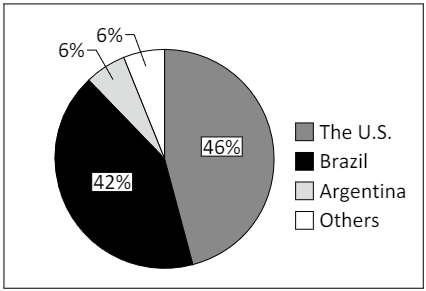 6%
6%
46%
42%
The U.S.
Brazil
Argentina
Others